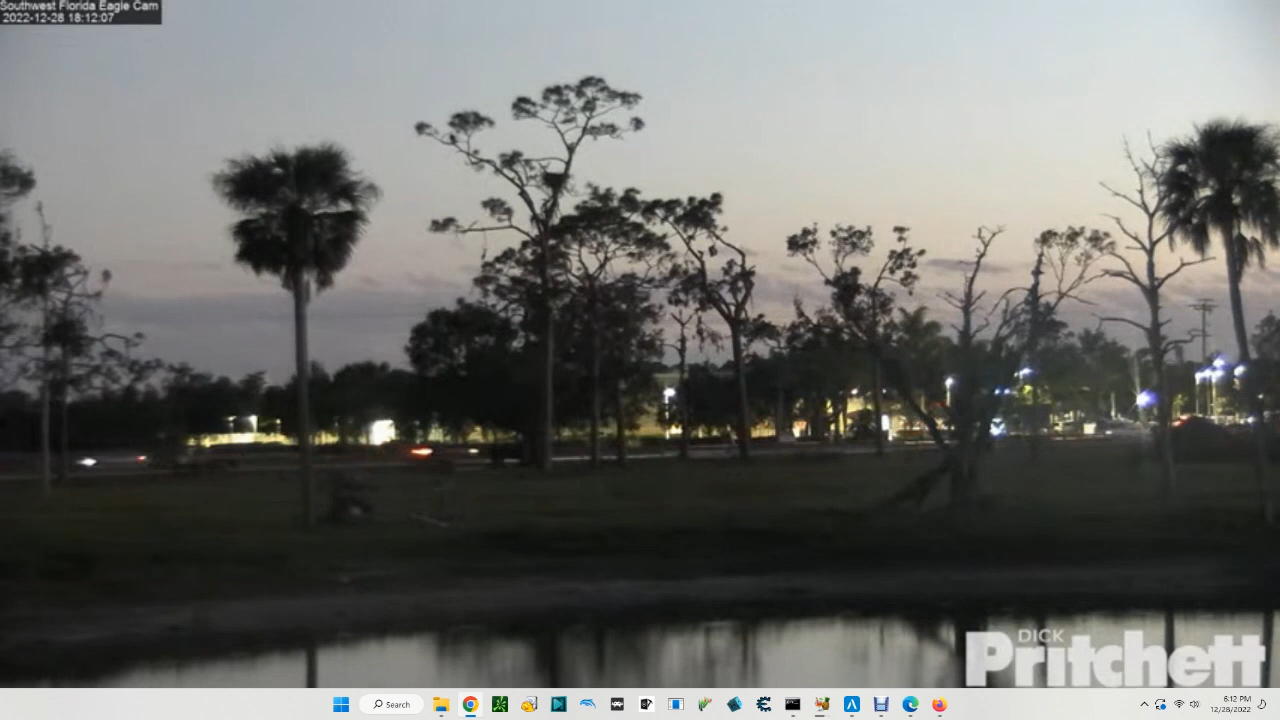 Southwest Florida Eagle Cam
2022-12-28 18:12:07
DICK
Pritchett
Search
6:12 PM
12/28/2022